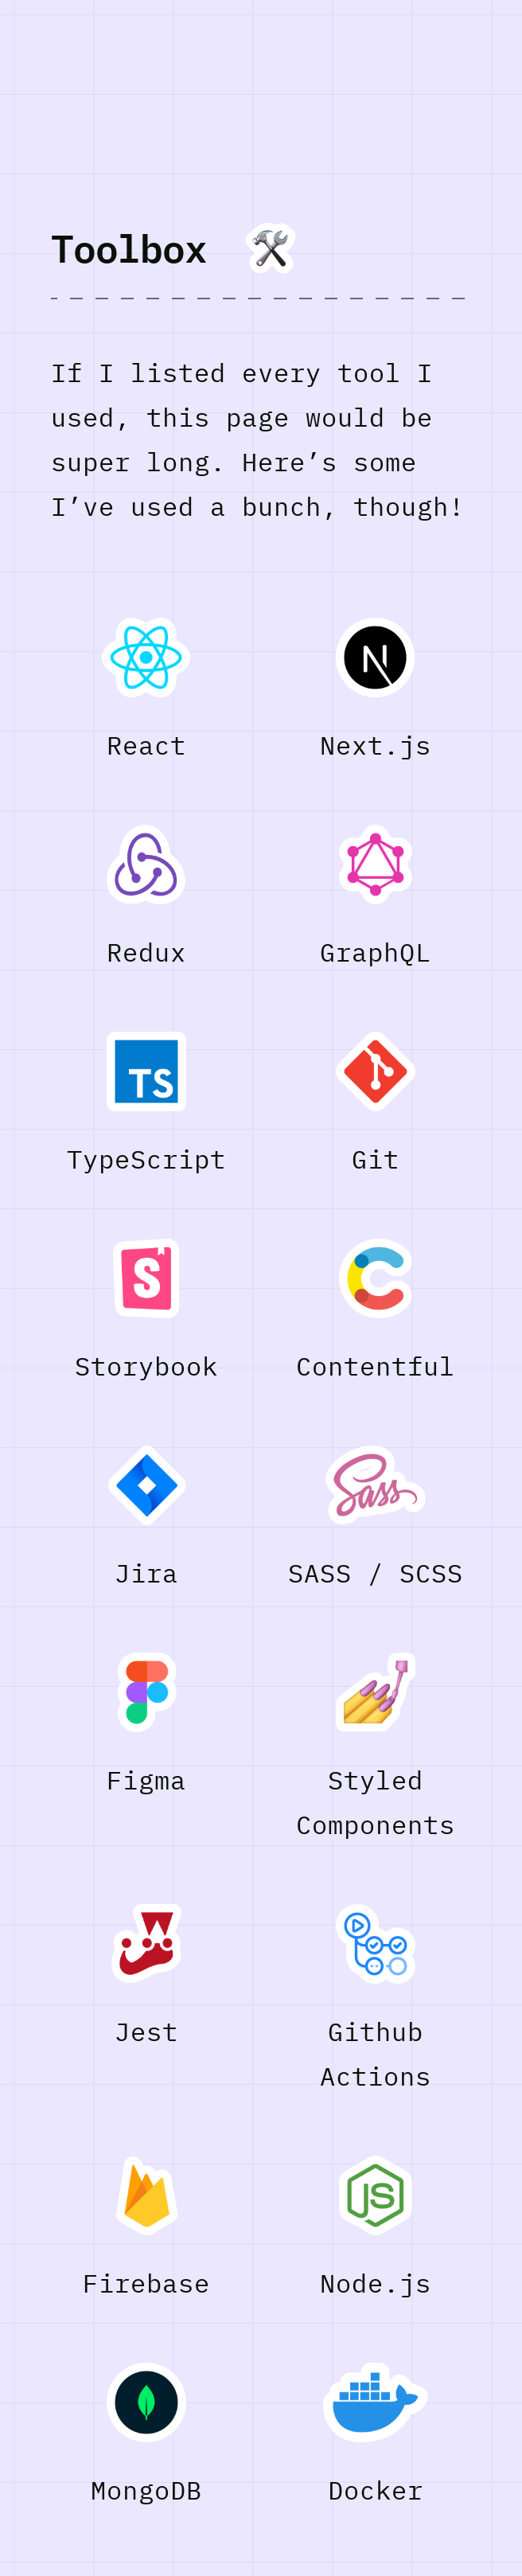 Toolbox
If I listed every tool I
used, this page would be
super long. Here’s some
I’ve used a bunch, though!
React
Next.js
Redux
GraphQL
TS
TypeScript
Git
S
Storybook
Contentful
Sass
Jira
SASS / SCSS
Figma
Styled
Components
Jest
Github
Actions
JS
Firebase
Node.js
MongoDB
Docker